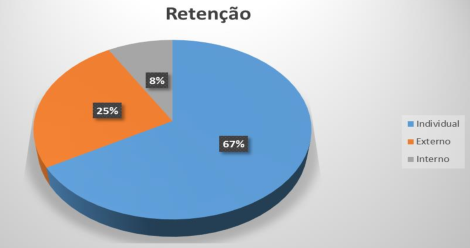 Retenção
8%
25%
67%
Individual
Externo
Interno